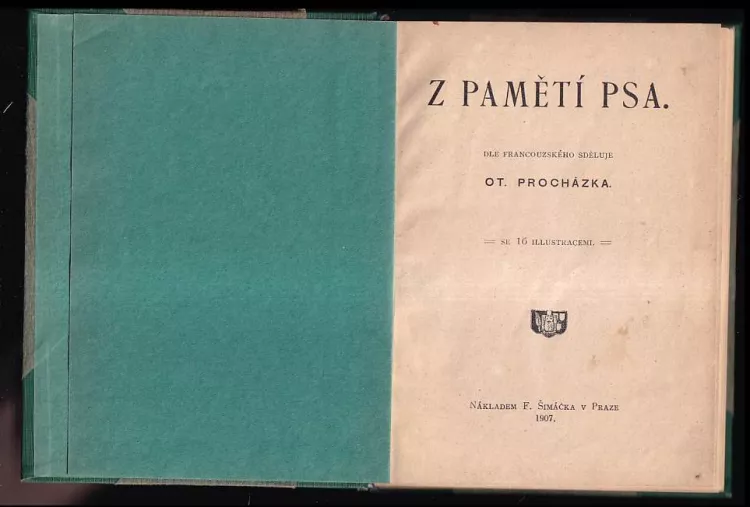 Z PAMĚTÍ PSA.
DLE FRANCOUZSKÉHO SDĚLUJE
OT. PROCHÁZKA.
SE 16 ILLUSTRACEMI.
NÁKLADEM F. ŠIMÁČKA V PRAZE
1907.